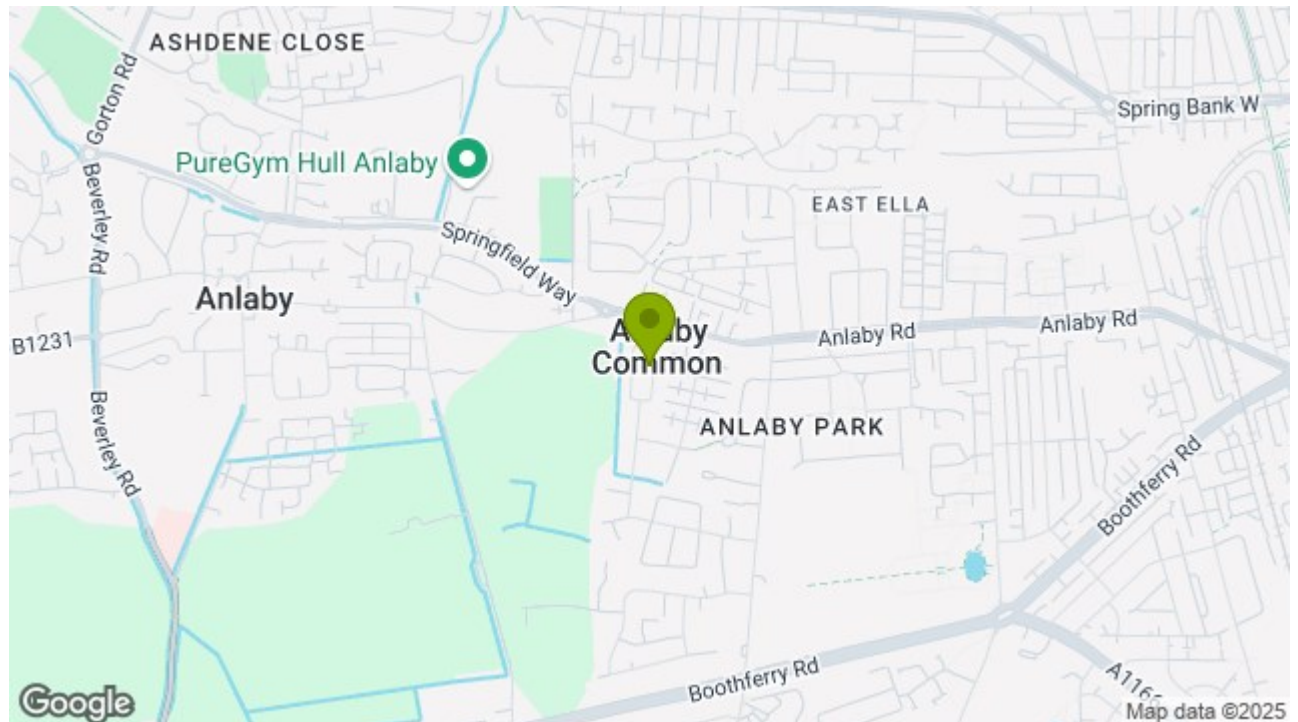 ASHDENE CLOSE
Gorton Rd
Spring Bank W
PureGym Hull Anlaby
Beverley Rd
EAST ELLA
Springfield Way
Anlaby
B1231
Anlaby
Common
Anlaby Rd
Anlaby Rd
Beverley Rd
ANLABY PARK
Boothferry Rd
Boothferry Rd
Google
Map data ©2025